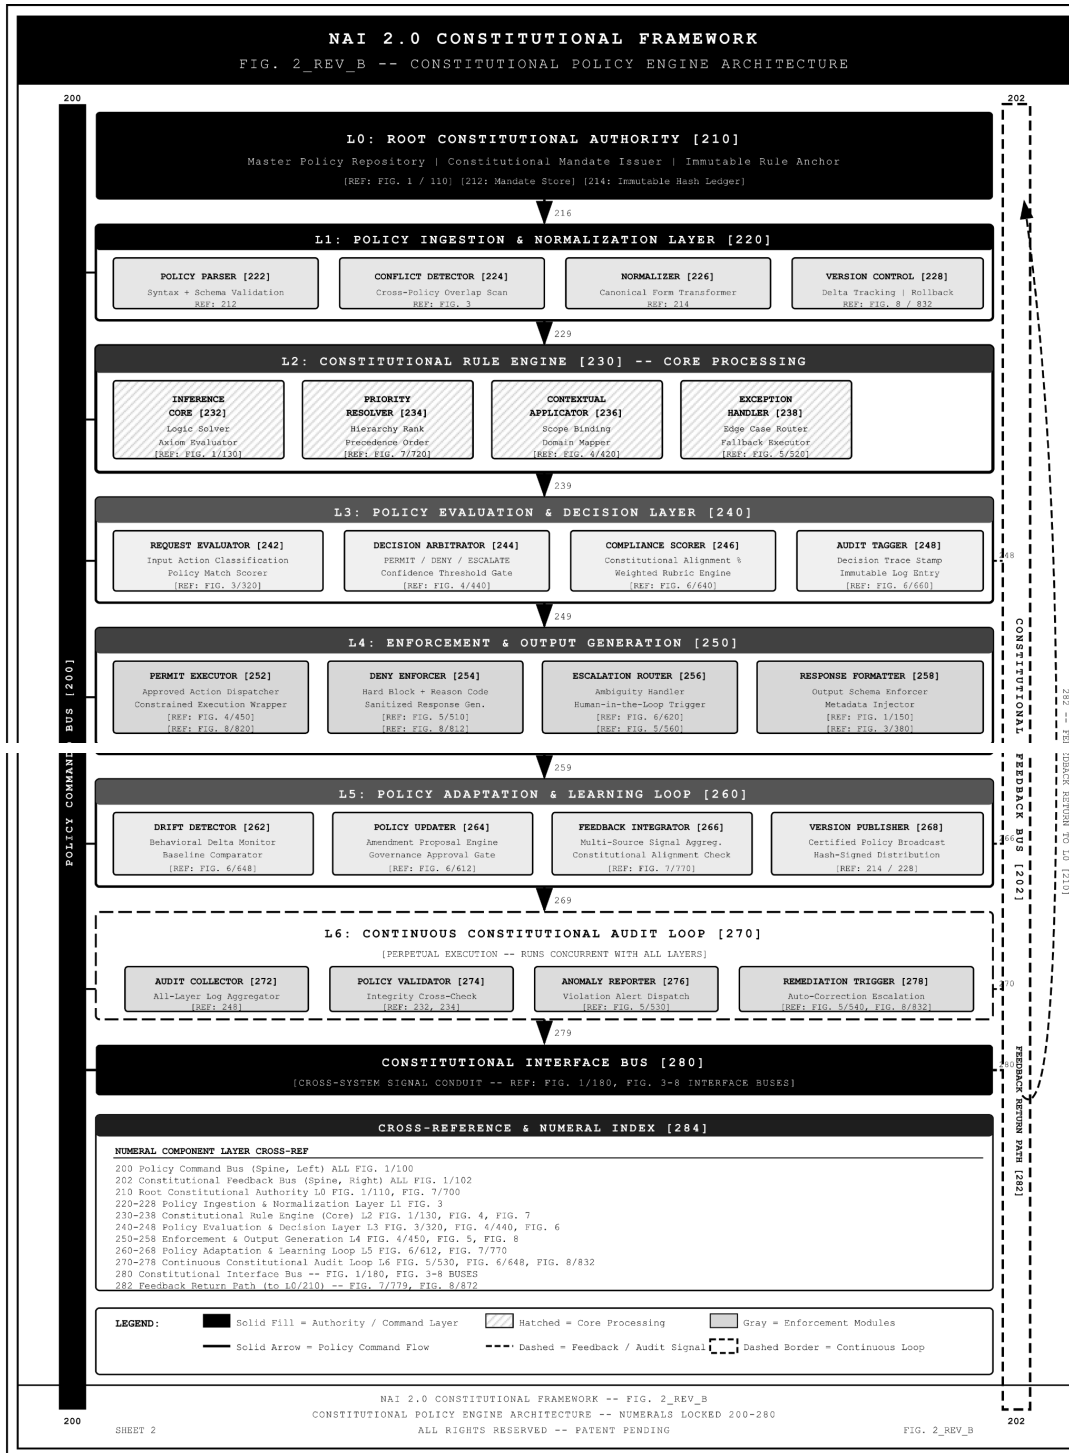 NAI 2.0 CONSTITUTIONAL FRAMEWORK
FIG. 2_REV_B -- CONSTITUTIONAL POLICY ENGINE ARCHITECTURE
200
202
L0: ROOT CONSTITUTIONAL AUTHORITY [210]
Master Policy Repository | Constitutional Mandate Issuer | Immutable Rule Anchor
[REF: FIG. 1 / 110] [212: Mandate Store] [214: Immutable Hash Ledger]
216
L1: POLICY INGESTION & NORMALIZATION LAYER [220]
POLICY PARSER [222]
Syntax + Schema Validation
REF: 212
CONFLICT DETECTOR [224]
Cross-Policy Overlap Scan
REF: FIG. 3
NORMALIZER [226]
Canonical Form Transformer
REF: 214
VERSION CONTROL [228]
Delta Tracking | Rollback
REF: FIG. 8 / 832
229
L2: CONSTITUTIONAL RULE ENGINE [230] -- CORE PROCESSING
INFERENCE
CORE [232]
Logic Solver
Axiom Evaluator
[REF: FIG. 1/130]
PRIORITY
RESOLVER [234]
Hierarchy Rank
Precedence Order
[REF: FIG. 7/720]
CONTEXTUAL
APPLICATOR [236]
Scope Binding
Domain Mapper
[REF: FIG. 4/420]
EXCEPTION
HANDLER [238]
Edge Case Router
Fallback Executor
[REF: FIG. 5/520]
239
L3: POLICY EVALUATION & DECISION LAYER [240]
REQUEST EVALUATOR [242]
Input Action Classification
Policy Match Scorer
[REF: FIG. 3/320]
DECISION ARBITRATOR [244]
PERMIT / DENY / ESCALATE
Confidence Threshold Gate
[REF: FIG. 4/440]
COMPLIANCE SCORER [246]
Constitutional Alignment %
Weighted Rubric Engine
[REF: FIG. 6/640]
AUDIT TAGGER [248]
Decision Trace Stamp
Immutable Log Entry
[REF: FIG. 6/660]
248
249
L4: ENFORCEMENT & OUTPUT GENERATION [250]
PERMIT EXECUTOR [252]
Approved Action Dispatcher
Constrained Execution Wrapper
[REF: FIG. 4/450]
[REF: FIG. 8/820]
DENY ENFORCER [254]
Hard Block + Reason Code
Sanitized Response Gen.
[REF: FIG. 5/510]
[REF: FIG. 8/812]
ESCALATION ROUTER [256]
Ambiguity Handler
Human-in-the-Loop Trigger
[REF: FIG. 6/620]
[REF: FIG. 5/560]
RESPONSE FORMATTER [258]
Output Schema Enforcer
Metadata Injector
[REF: FIG. 1/150]
[REF: FIG. 3/380]
POLICY COMMAND BUS [200]
CONSTITUTIONAL FEEDBACK BUS [202]
282 -- FEEDBACK RETURN TO L0 [210]
259
L5: POLICY ADAPTATION & LEARNING LOOP [260]
DRIFT DETECTOR [262]
Behavioral Delta Monitor
Baseline Comparator
[REF: FIG. 6/648]
POLICY UPDATER [264]
Amendment Proposal Engine
Governance Approval Gate
[REF: FIG. 6/612]
FEEDBACK INTEGRATOR [266]
Multi-Source Signal Aggreg.
Constitutional Alignment Check
[REF: FIG. 7/770]
VERSION PUBLISHER [268]
Certified Policy Broadcast
Hash-Signed Distribution
[REF: 214 / 228]
266
269
L6: CONTINUOUS CONSTITUTIONAL AUDIT LOOP [270]
[PERPETUAL EXECUTION -- RUNS CONCURRENT WITH ALL LAYERS]
AUDIT COLLECTOR [272]
All-Layer Log Aggregator
[REF: 248]
POLICY VALIDATOR [274]
Integrity Cross-Check
[REF: 232, 234]
ANOMALY REPORTER [276]
Violation Alert Dispatch
[REF: FIG. 5/530]
REMEDIATION TRIGGER [278]
Auto-Correction Escalation
[REF: FIG. 5/540, FIG. 8/832]
270
279
CONSTITUTIONAL INTERFACE BUS [280]
[CROSS-SYSTEM SIGNAL CONDUIT -- REF: FIG. 1/180, FIG. 3-8 INTERFACE BUSES]
280
FEEDBACK RETURN PATH [282]
CROSS-REFERENCE & NUMERAL INDEX [284]
NUMERAL COMPONENT LAYER CROSS-REF
200 Policy Command Bus (Spine, Left) ALL FIG. 1/100
202 Constitutional Feedback Bus (Spine, Right) ALL FIG. 1/102
210 Root Constitutional Authority L0 FIG. 1/110, FIG. 7/700
220-228 Policy Ingestion & Normalization Layer L1 FIG. 3
230-238 Constitutional Rule Engine (Core) L2 FIG. 1/130, FIG. 4, FIG. 7
240-248 Policy Evaluation & Decision Layer L3 FIG. 3/320, FIG. 4/440, FIG. 6
250-258 Enforcement & Output Generation L4 FIG. 4/450, FIG. 5, FIG. 8
260-268 Policy Adaptation & Learning Loop L5 FIG. 6/612, FIG. 7/770
270-278 Continuous Constitutional Audit Loop L6 FIG. 5/530, FIG. 6/648, FIG. 8/832
280 Constitutional Interface Bus -- FIG. 1/180, FIG. 3-8 BUSES
282 Feedback Return Path (to L0/210) -- FIG. 7/779, FIG. 8/872
LEGEND:
Solid Fill = Authority / Command Layer
Hatched = Core Processing
Gray = Enforcement Modules
Solid Arrow = Policy Command Flow
Dashed = Feedback / Audit Signal
Dashed Border = Continuous Loop
NAI 2.0 CONSTITUTIONAL FRAMEWORK -- FIG. 2_REV_B
CONSTITUTIONAL POLICY ENGINE ARCHITECTURE -- NUMERALS LOCKED 200-280
200
202
SHEET 2
ALL RIGHTS RESERVED -- PATENT PENDING
FIG. 2_REV_B